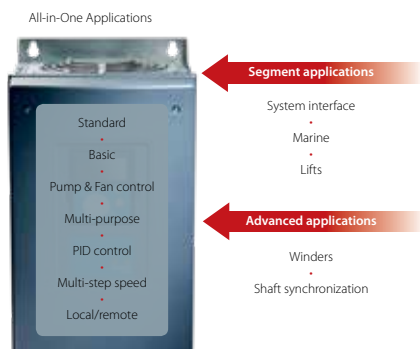 All-in-One Applications
Standard
Basic
Pump & Fan control
Multi-purpose
PID control
Multi-step speed
Local/remote
Segment applications
System interface
Marine
Lifts
Advanced applications
Winders
Shaft synchronization